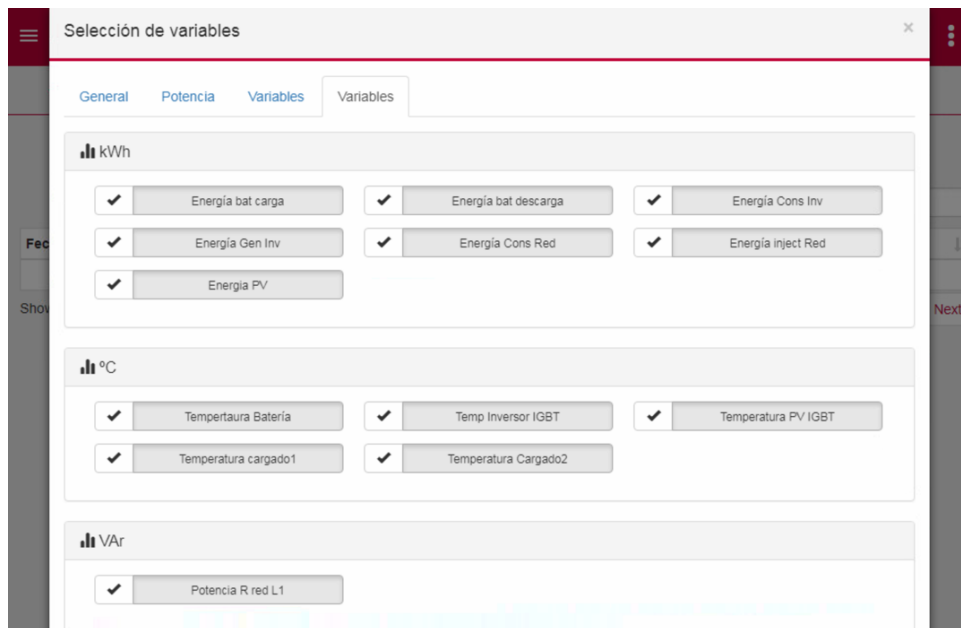 Selección de variables ×
General Potencia Variables Variables
kWh
Energía bat carga Energía bat descarga Energía Cons Inv
Energía Gen Inv Energía Cons Red Energía inject Red
Energia PV
ºC
Tempertaura Batería Temp Inversor IGBT Temperatura PV IGBT
Temperatura cargado1 Temperatura Cargado2
VAr
Potencia R red L1
Fec
Show
Next